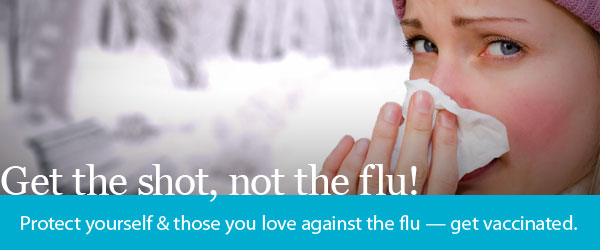 Get the shot, not the flu!
Protect yourself & those you love against the flu — get vaccinated.